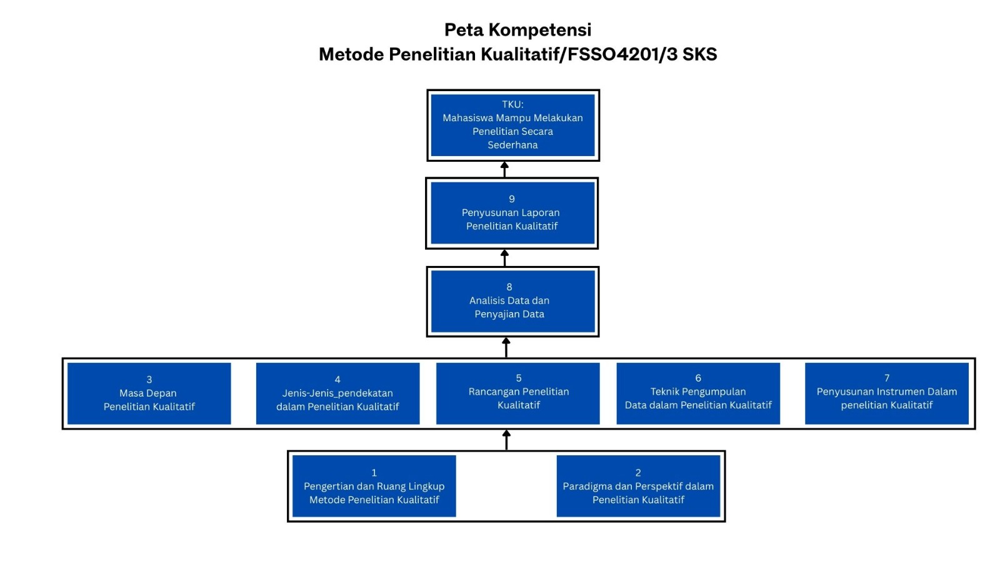 Peta Kompetensi
Metode Penelitian Kualitatif/FSSO4201/3 SKS
TKU:
Mahasiswa Mampu Melakukan
Penelitian Secara
Sederhana
9
Penyusunan Laporan
Penelitian Kualitatif
8
Analisis Data dan
Penyajian Data
3
Masa Depan
Penelitian Kualitatif
4
Jenis-Jenis_pendekatan
dalam Penelitian Kualitatif
5
Rancangan Penelitian
Kualitatif
6
Teknik Pengumpulan
Data dalam Penelitian Kualitatif
7
Penyusunan Instrumen Dalam
penelitian Kualitatif
1
Pengertian dan Ruang Lingkup
Metode Penelitian Kualitatif
2
Paradigma dan Perspektif dalam
Penelitian Kualitatif